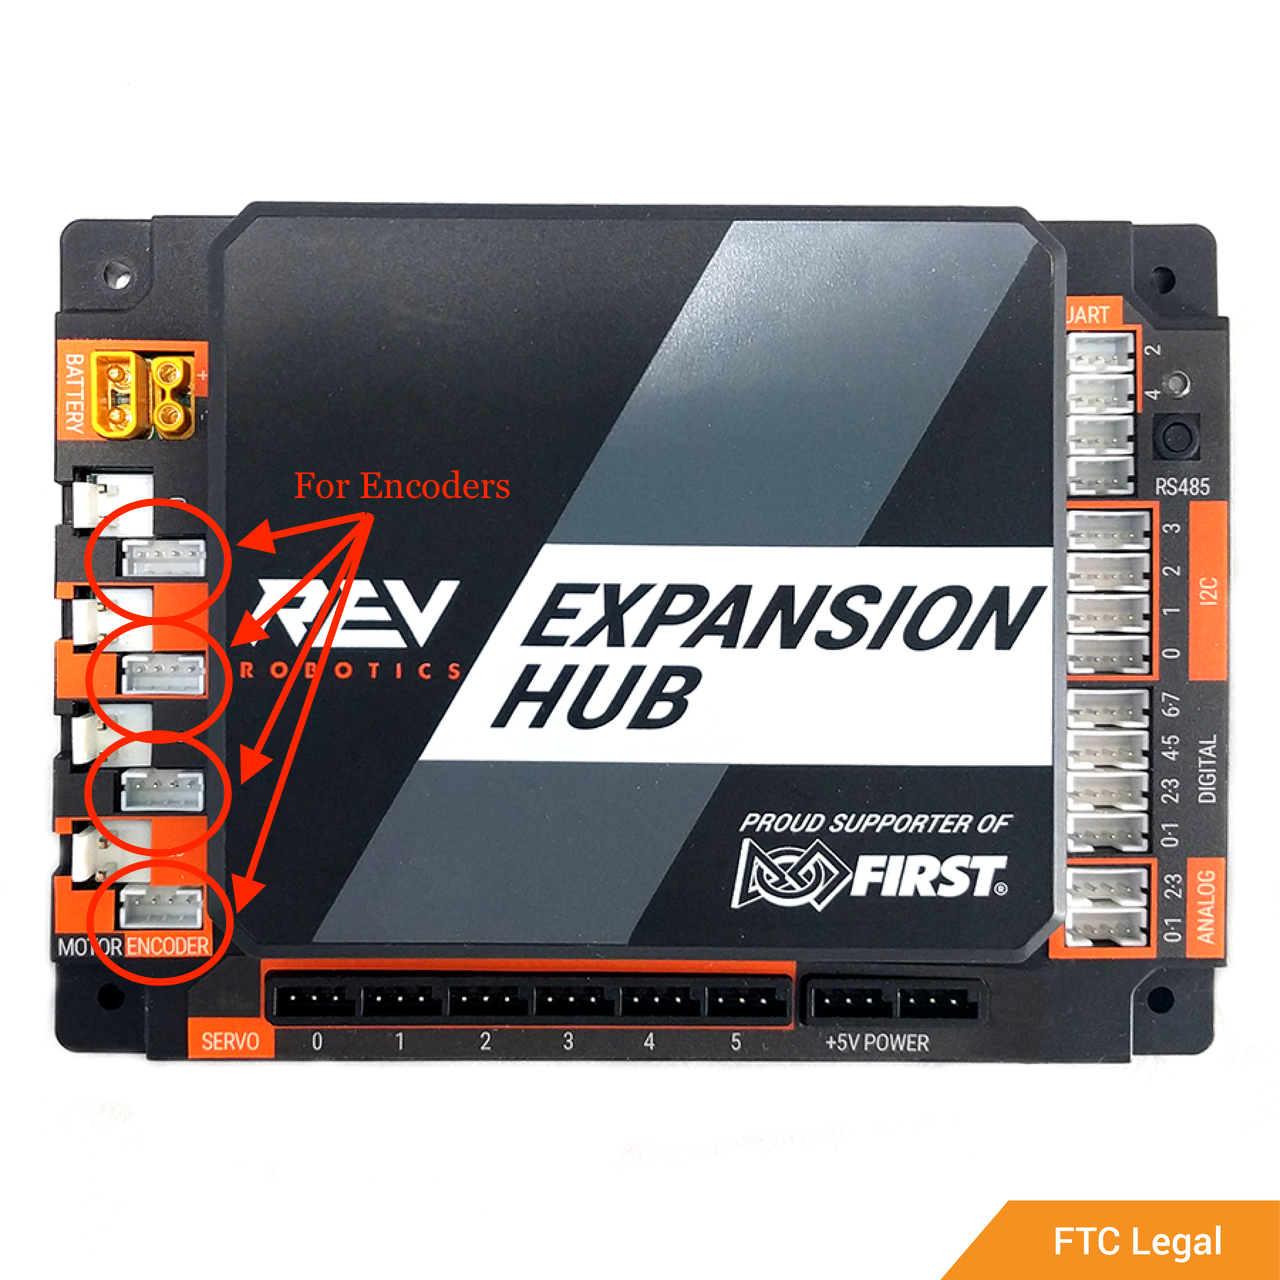 UART
2
4
RS485
BATTERY
+
For Encoders
3
2
1
0
I2C
REV
ROBOTICS
EXPANSION
HUB
6-7
4-5
2-3
0-1
DIGITAL
PROUD SUPPORTER OF
FIRST®
2-3
0-1
ANALOG
MOTOR ENCODER
SERVO 0 1 2 3 4 5 +5V POWER
FTC Legal